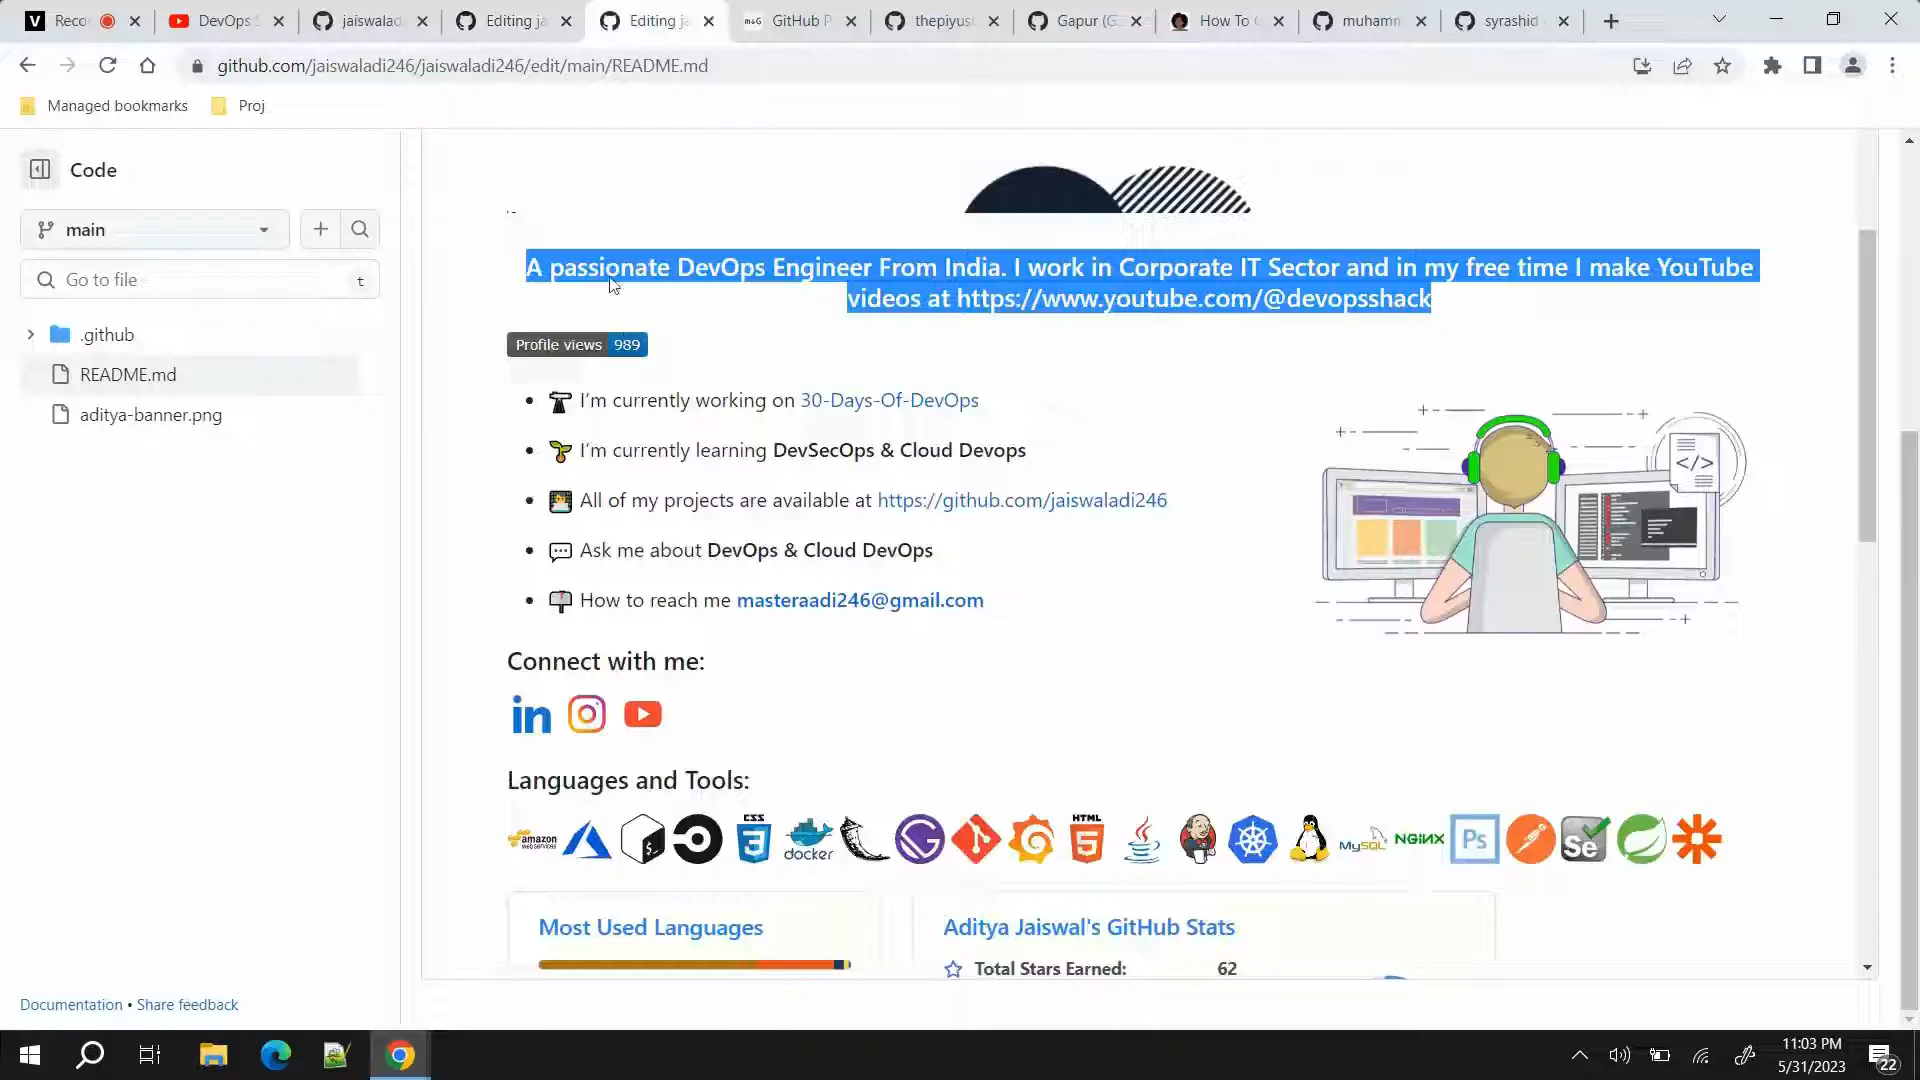 Reco
DevOps S
jaiswalad
Editing ja
Editing ja
GitHub P
thepiyus
Gapur (G
How To C
muhamm
syrashid
github.com/jaiswaladi246/jaiswaladi246/edit/main/README.md
Managed bookmarks
Proj
Code
main
Go to file
t
.github
README.md
aditya-banner.png
A passionate DevOps Engineer From India. I work in Corporate IT Sector and in my free time I make YouTube
videos at https://www.youtube.com/@devopsshack
Profile views 989
I'm currently working on 30-Days-Of-DevOps
I'm currently learning DevSecOps & Cloud Devops
All of my projects are available at https://github.com/jaiswaladi246
Ask me about DevOps & Cloud DevOps
How to reach me masteraadi246@gmail.com
</>
Connect with me:
in
Languages and Tools:
amazon
web services
CSS
3
docker
HTML
5
MySQL
NGINX
Ps
Se
Most Used Languages
Aditya Jaiswal's GitHub Stats
Total Stars Earned: 62
Documentation • Share feedback
11:03 PM
5/31/2023
22